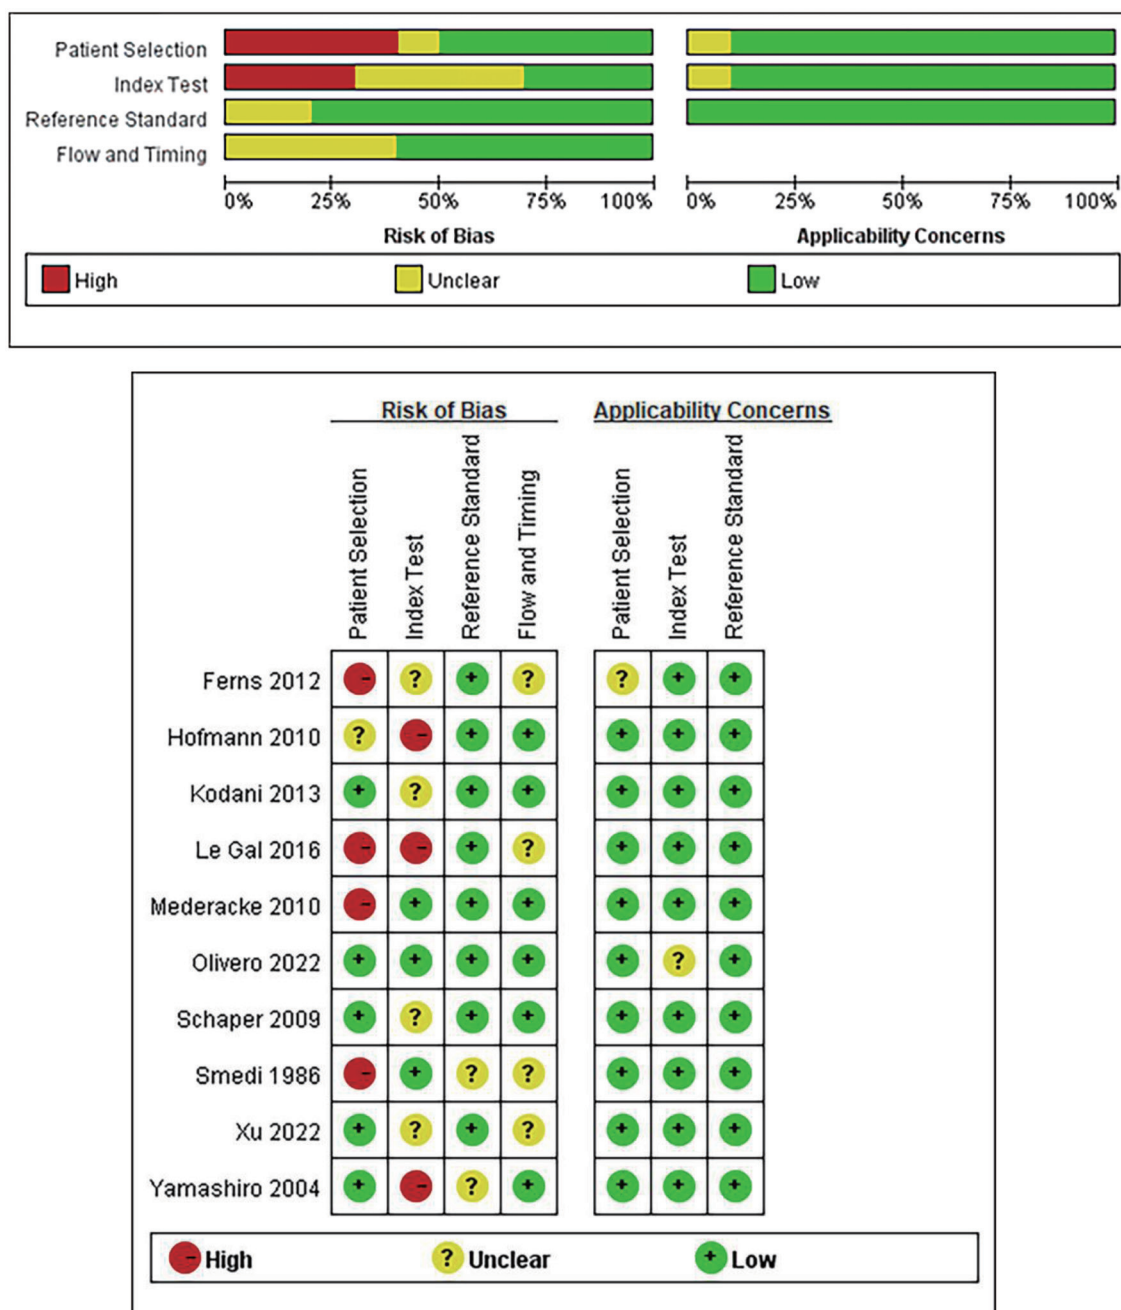 Patient Selection
Index Test
Reference Standard
Flow and Timing
0% 25% 50% 75% 100% 0% 25% 50% 75% 100%
Risk of Bias Applicability Concerns
High Unclear Low
Risk of Bias Applicability Concerns
Patient Selection Index Test Reference Standard Flow and Timing Patient Selection Index Test Reference Standard
Ferns 2012 - ? + ? ? + +
Hofmann 2010 ? - + + + + +
Kodani 2013 + ? + + + + +
Le Gal 2016 - - + ? + + +
Mederacke 2010 - + + + + + +
Olivero 2022 + + + + + ? +
Schaper 2009 + ? + + + + +
Smedi 1986 - + ? ? + + +
Xu 2022 + ? + ? + + +
Yamashiro 2004 + - ? + + + +
- High ? Unclear + Low